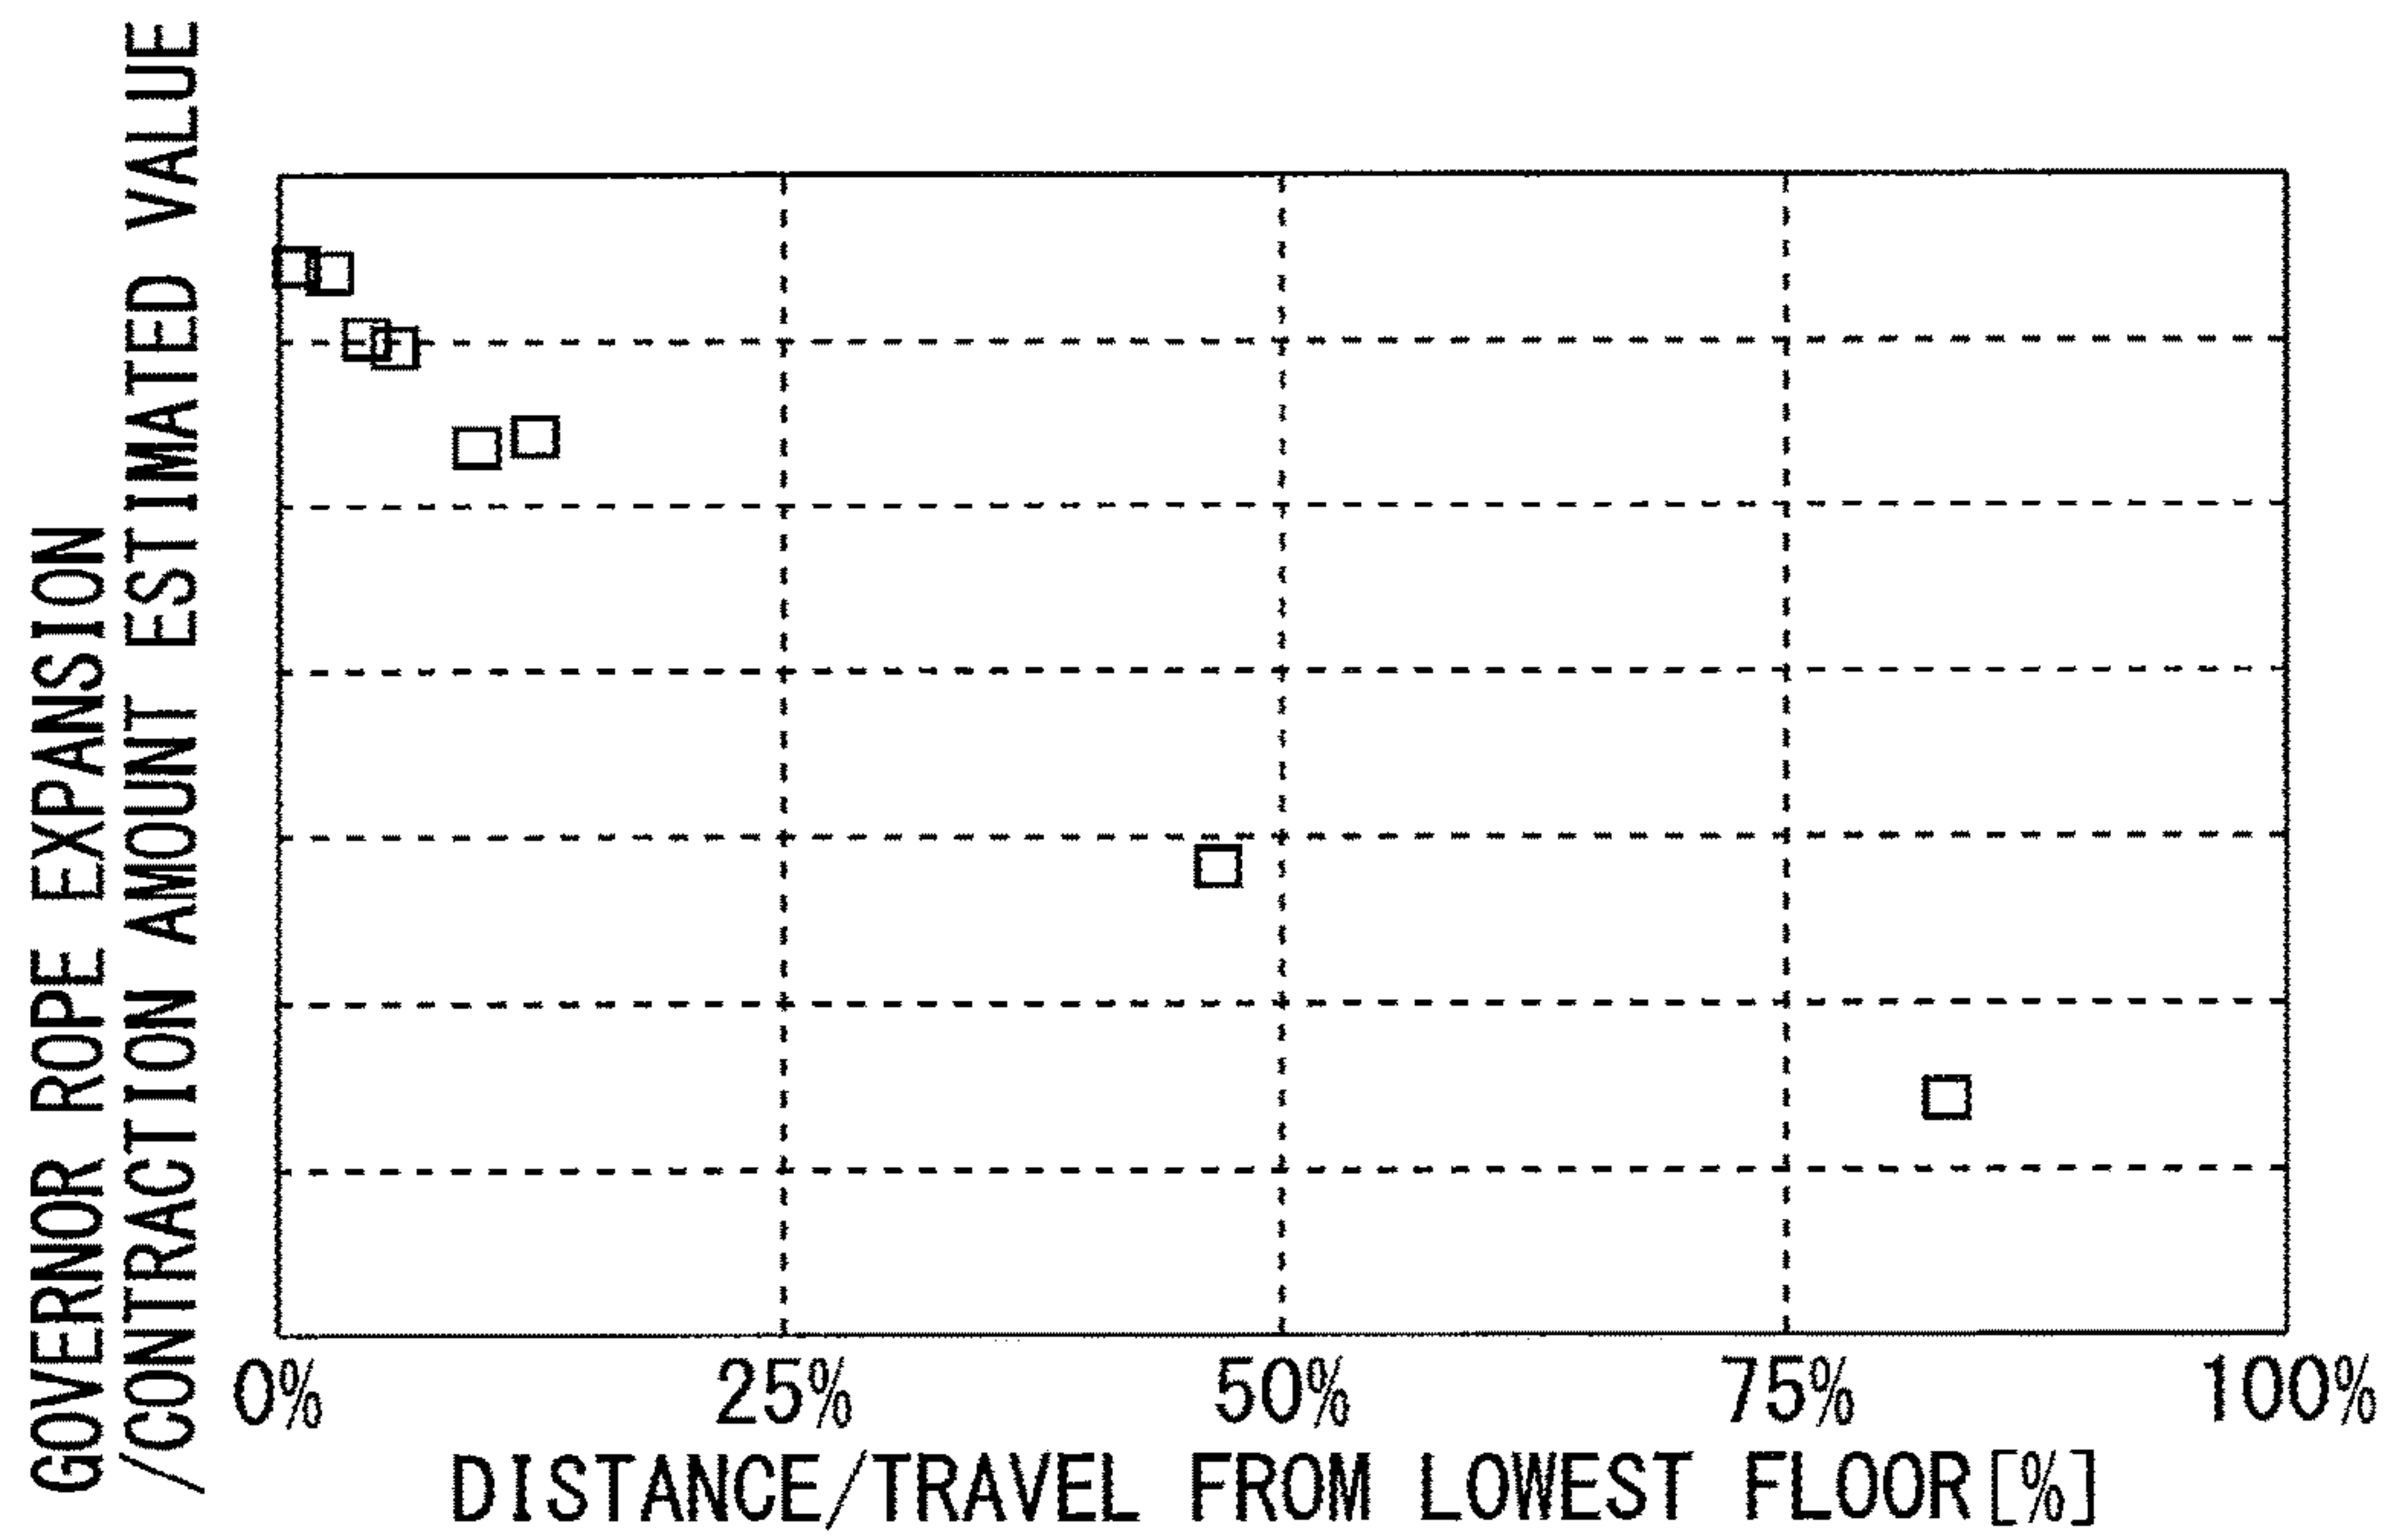 GOVERNOR ROPE EXPANSION
/CONTRACTION AMOUNT ESTIMATED VALUE
0% 25% 50% 75% 100%
DISTANCE/TRAVEL FROM LOWEST FLOOR[%]